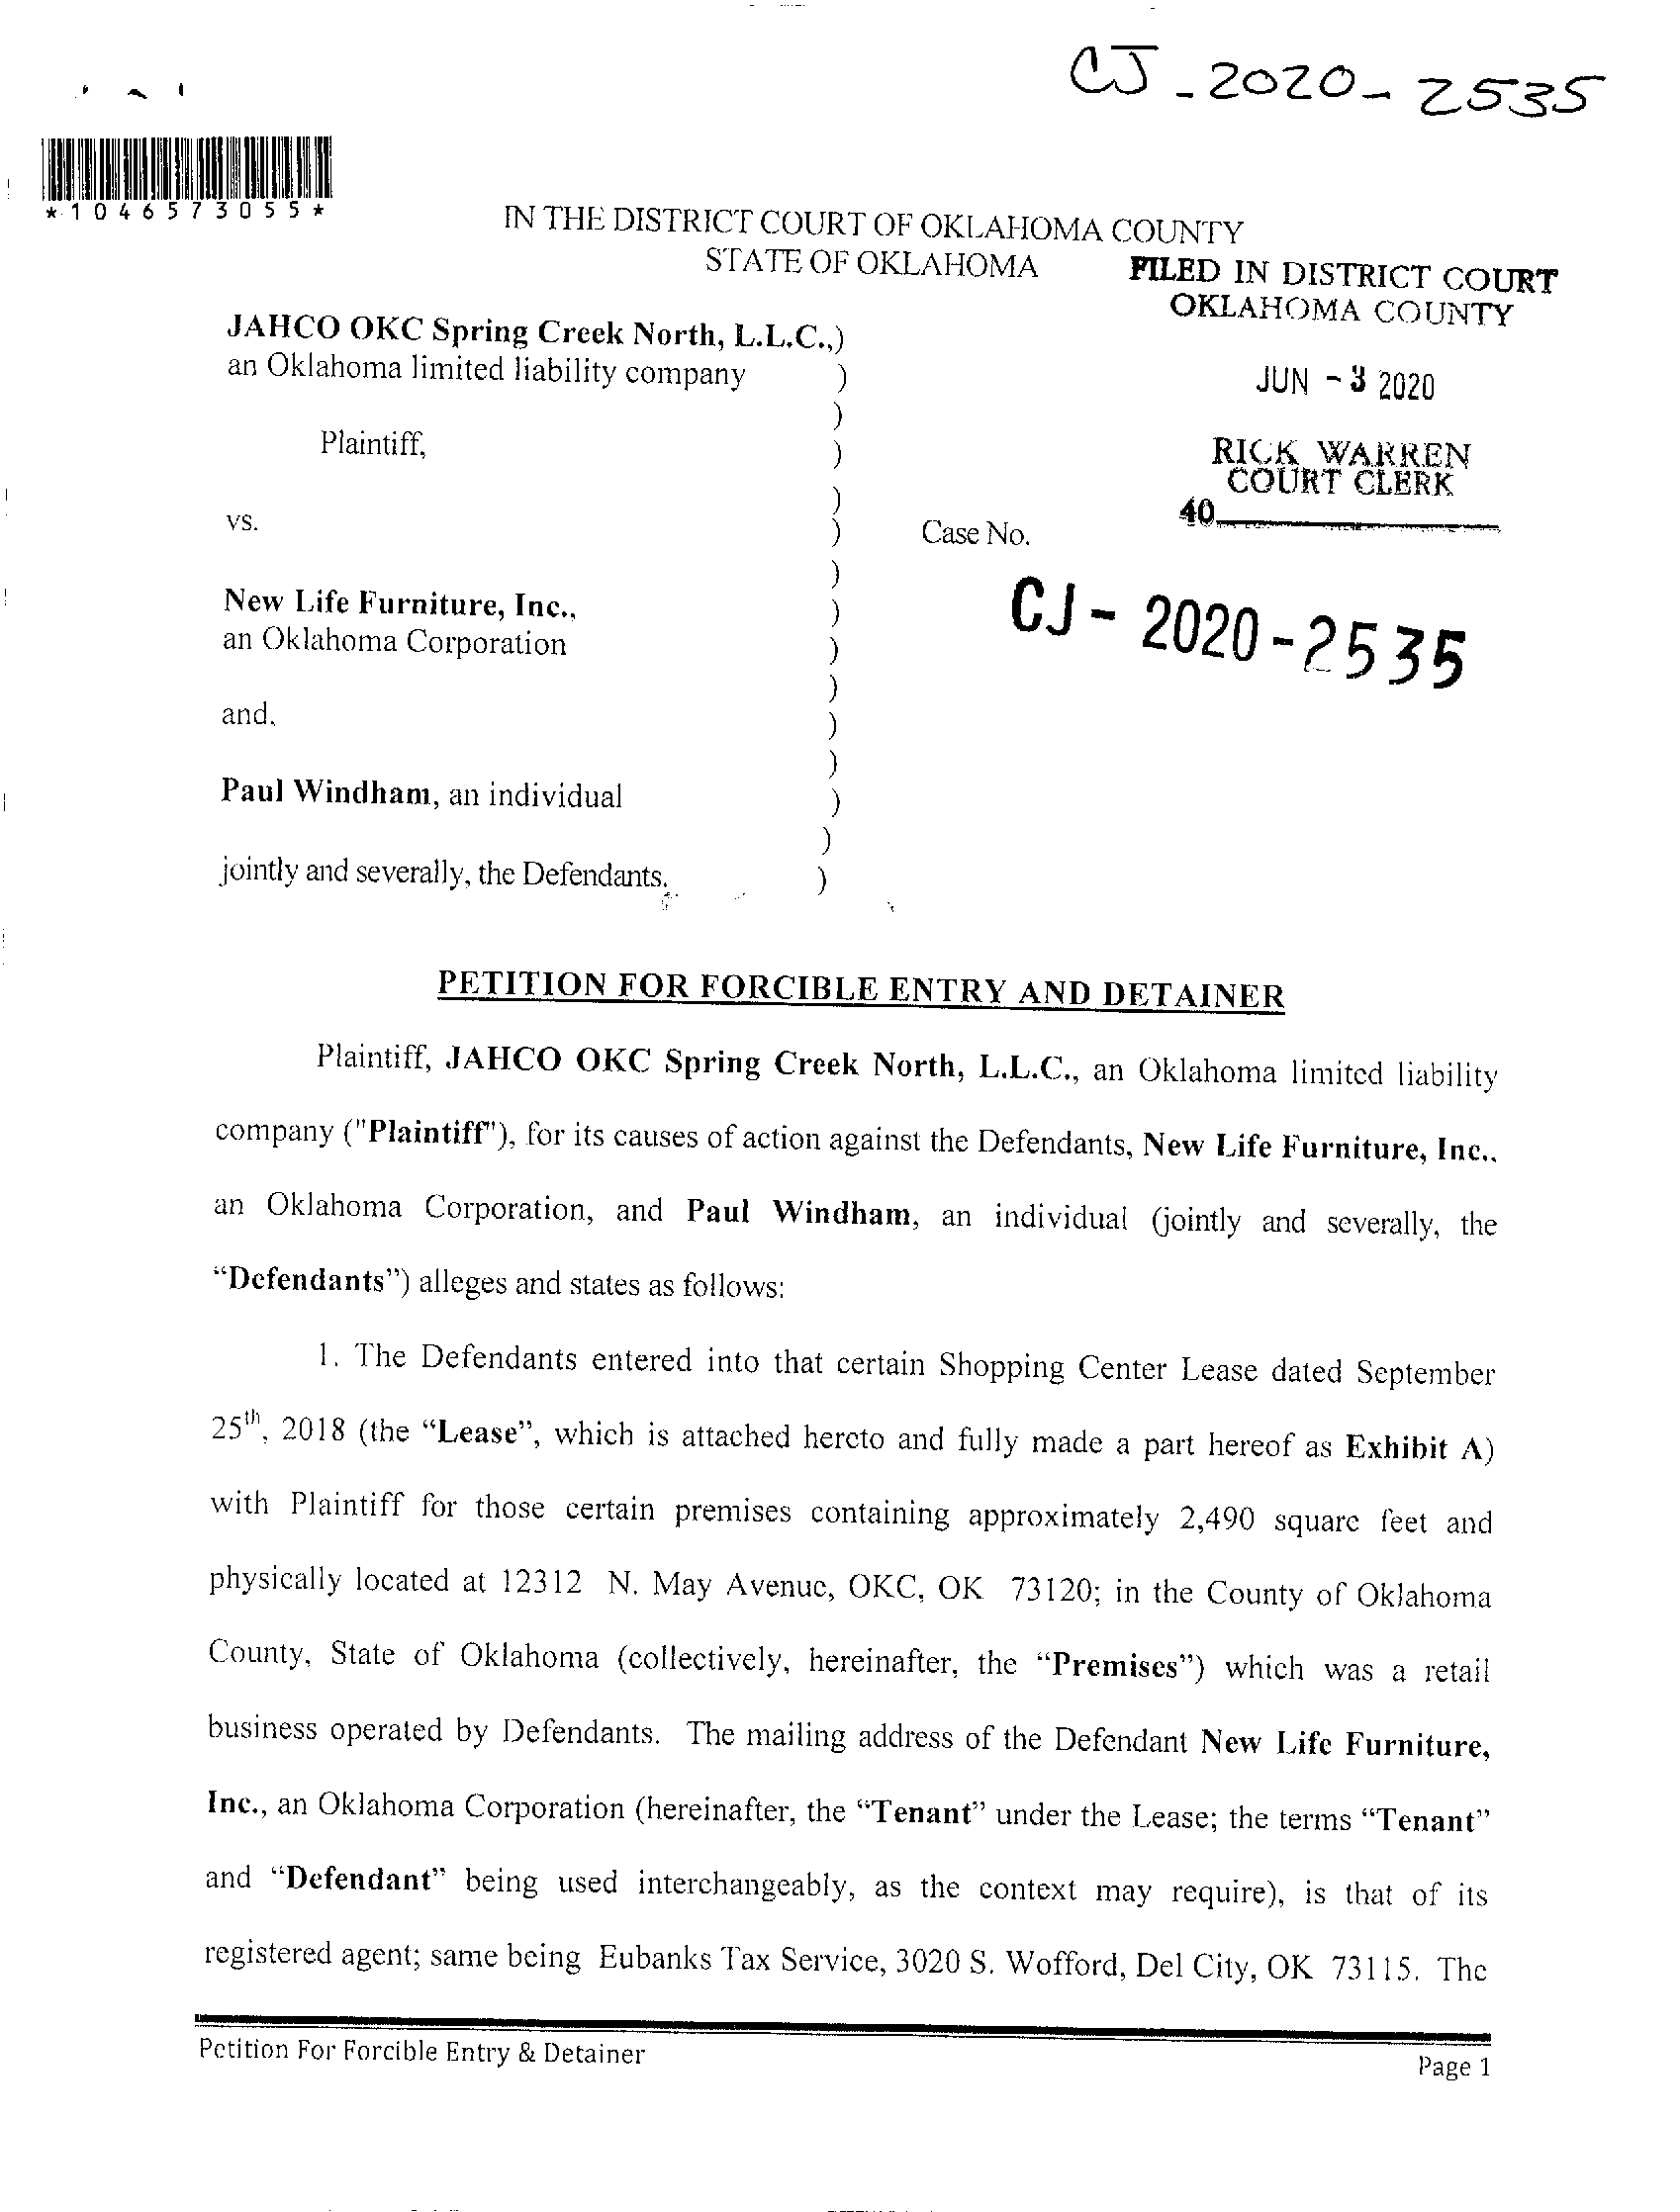 CJ-2020-2535
*1046573055*
IN THE DISTRICT COURT OF OKLAHOMA COUNTY
STATE OF OKLAHOMA
FILED IN DISTRICT COURT
OKLAHOMA COUNTY
JUN -3 2020
RICK WARREN
COURT CLERK
40
JAHCO OKC Spring Creek North, L.L.C.,)
an Oklahoma limited liability company )
)
Plaintiff, )
)
vs. ) Case No.
)
New Life Furniture, Inc., )
an Oklahoma Corporation )
)
and, )
)
Paul Windham, an individual )
)
jointly and severally, the Defendants. )
CJ-2020-2535
PETITION FOR FORCIBLE ENTRY AND DETAINER
Plaintiff, JAHCO OKC Spring Creek North, L.L.C., an Oklahoma limited liability
company ("Plaintiff"), for its causes of action against the Defendants, New Life Furniture, Inc.,
an Oklahoma Corporation, and Paul Windham, an individual (jointly and severally, the
“Defendants”) alleges and states as follows:
1. The Defendants entered into that certain Shopping Center Lease dated September
25th, 2018 (the “Lease”, which is attached hereto and fully made a part hereof as Exhibit A)
with Plaintiff for those certain premises containing approximately 2,490 square feet and
physically located at 12312 N. May Avenue, OKC, OK 73120; in the County of Oklahoma
County, State of Oklahoma (collectively, hereinafter, the “Premises”) which was a retail
business operated by Defendants. The mailing address of the Defendant New Life Furniture,
Inc., an Oklahoma Corporation (hereinafter, the “Tenant” under the Lease; the terms “Tenant”
and “Defendant” being used interchangeably, as the context may require), is that of its
registered agent; same being Eubanks Tax Service, 3020 S. Wofford, Del City, OK 73115. The
Petition For Forcible Entry & Detainer
Page 1